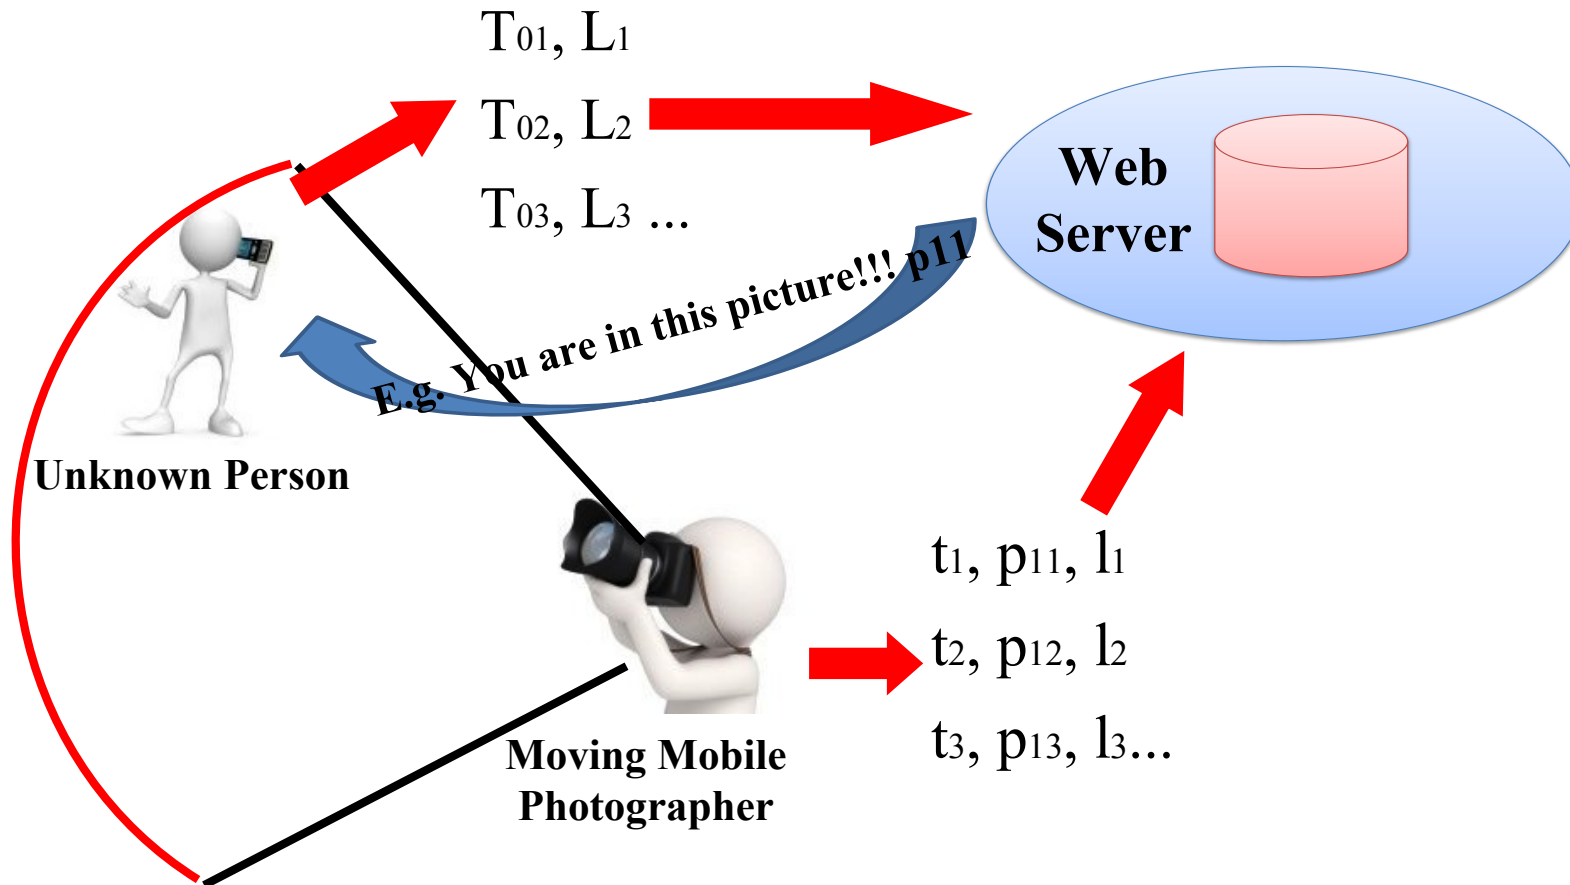 T01, L1
T02, L2
T03, L3 ...
Web
Server
E.g. You are in this picture!!! p11
Unknown Person
t1, p11, l1
t2, p12, l2
t3, p13, l3...
Moving Mobile
Photographer